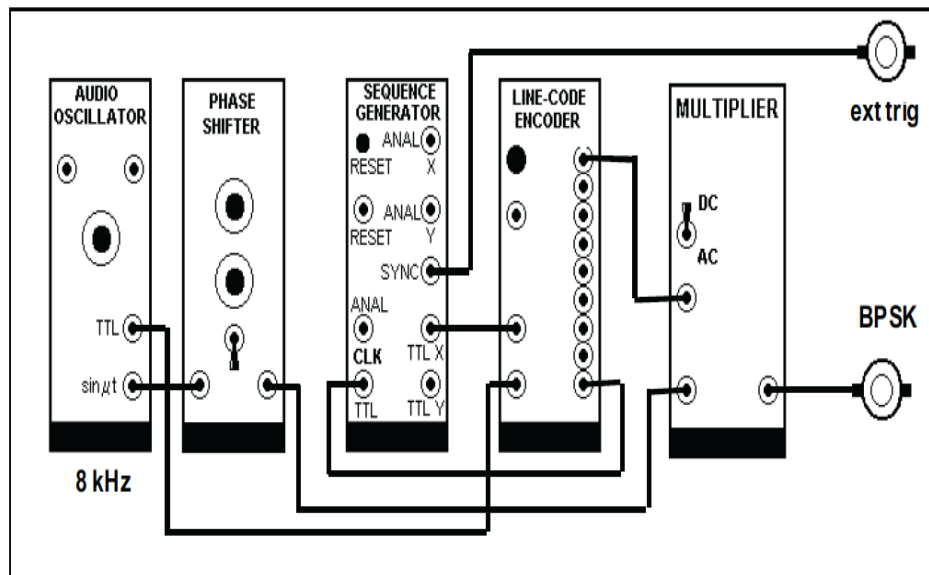 AUDIO
OSCILLATOR
TTL
sinμt
8 kHz
PHASE
SHIFTER
SEQUENCE
GENERATOR
ANAL
RESET
X
ANAL
RESET
Y
SYNC
ANAL
CLK
TTL X
TTL
TTL Y
LINE-CODE
ENCODER
MULTIPLIER
DC
AC
ext trig
BPSK